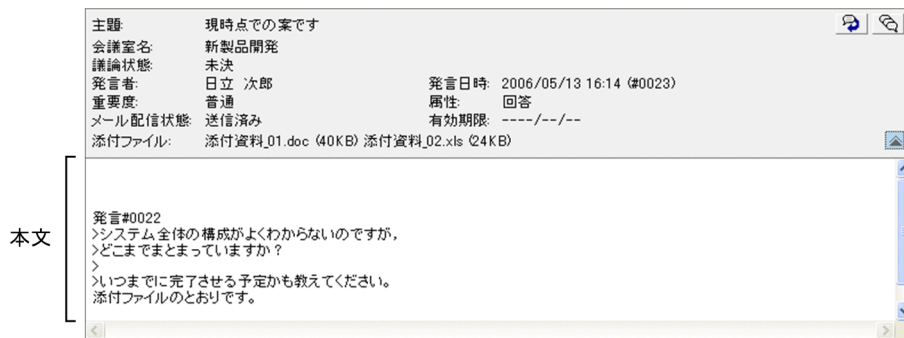 主題: 現時点での案です
会議室名: 新製品開発
議論状態: 未決
発言者: 日立 次郎 発言日時: 2006/05/13 16:14 (#0023)
重要度: 普通 属性: 回答
メール配信状態: 送信済み 有効期限: ----/--/--
添付ファイル: 添付資料_01.doc (40KB) 添付資料_02.xls (24KB)
本文
発言#0022
>システム全体の構成がよくわからないのですが,
>どこまでまとまっていますか?
>
>いつまでに完了させる予定かも教えてください。
添付ファイルのとおりです。